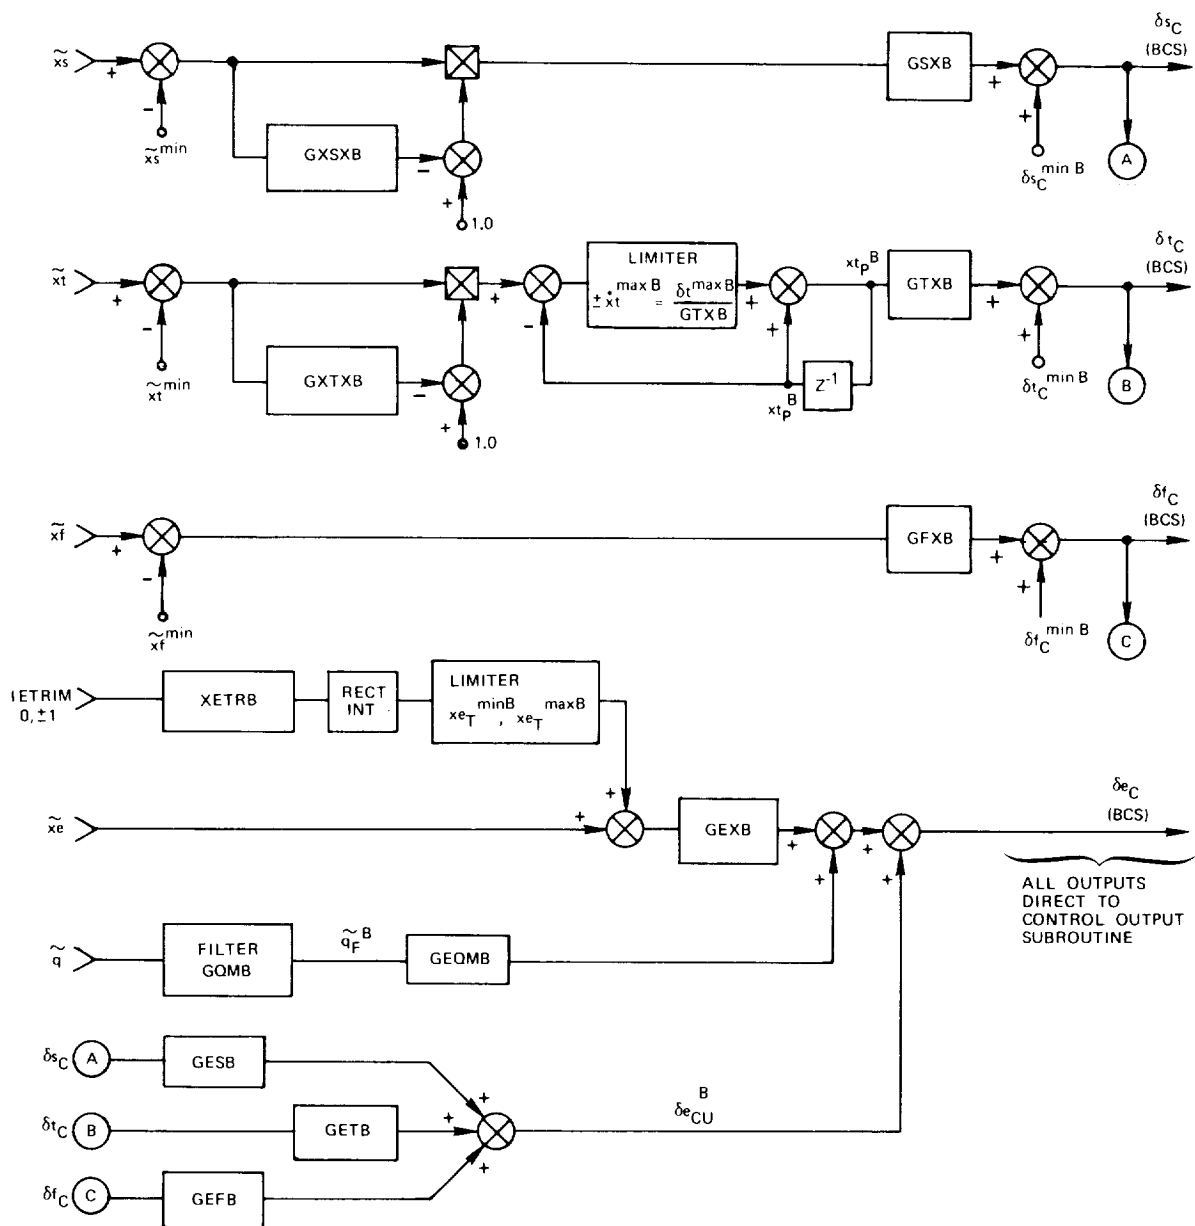 x̃s
+
-
x̃s^min
GXSXB
-
+
1.0
GSXB
+
+
δs_C^min B
δs_C
(BCS)
A
x̃t
+
-
x̃t^min
GXTXB
-
+
1.0
+
-
LIMITER
± ẋt^max B = δt^max B / GTXB
+
+
xt_P^B
Z^-1
xt_P^B
GTXB
+
+
δt_C^min B
δt_C
(BCS)
B
x̃f
+
-
x̃f^min
GFXB
+
+
δf_C^min B
δf_C
(BCS)
C
IETRIM
0, ±1
XETRB
RECT
INT
LIMITER
xe_T^minB , xe_T^maxB
+
x̃e
+
GEXB
+
+
+
+
δe_C
(BCS)
ALL OUTPUTS
DIRECT TO
CONTROL OUTPUT
SUBROUTINE
q̃
FILTER
GQMB
q̃_F^B
GEQMB
δs_C A
GESB
+
δt_C B
GETB
+
δe_CU^B
δf_C C
GEFB
+